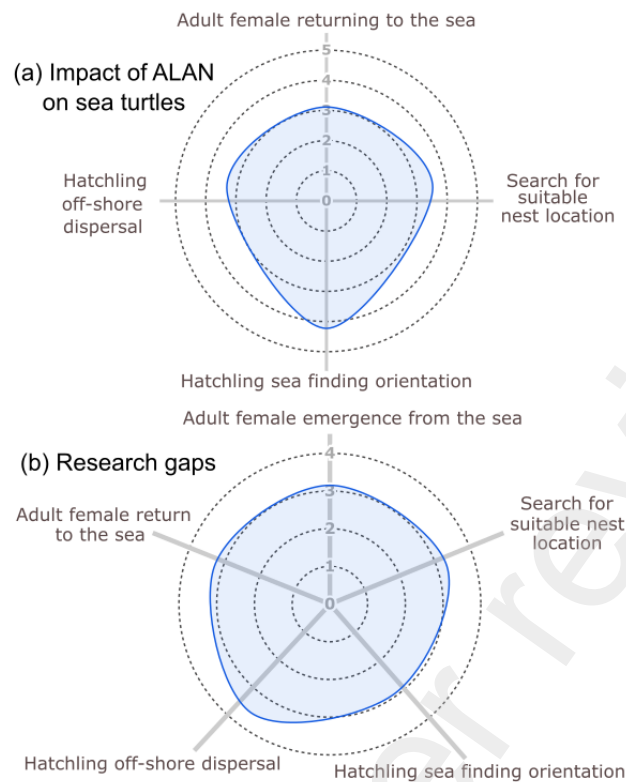 Adult female returning to the sea
(a) Impact of ALAN
on sea turtles
5
4
3
2
1
0
Hatchling
off-shore
dispersal
Search for
suitable
nest location
Hatchling sea finding orientation
Adult female emergence from the sea
(b) Research gaps
4
3
2
1
0
Adult female return
to the sea
Search for
suitable nest
location
Hatchling off-shore dispersal
Hatchling sea finding orientation